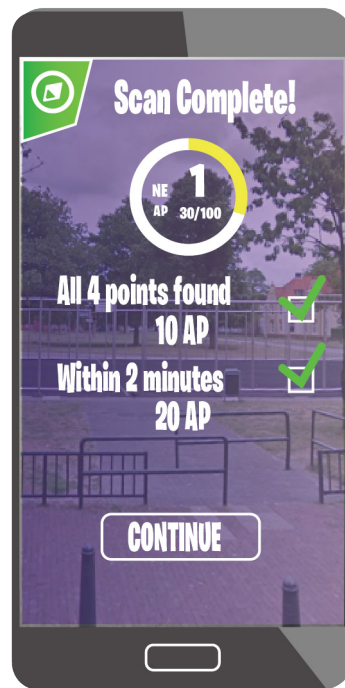 Scan Complete!
NE 1
AP 30/100
All 4 points found
10 AP
Within 2 minutes
20 AP
CONTINUE